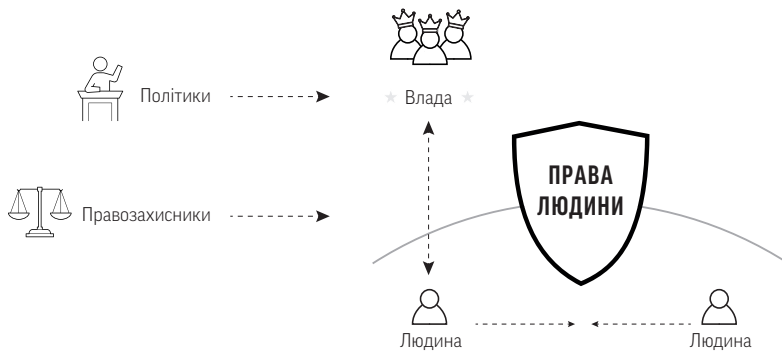 Політики
Влада
ПРАВА
ЛЮДИНИ
Правозахисники
Людина
Людина